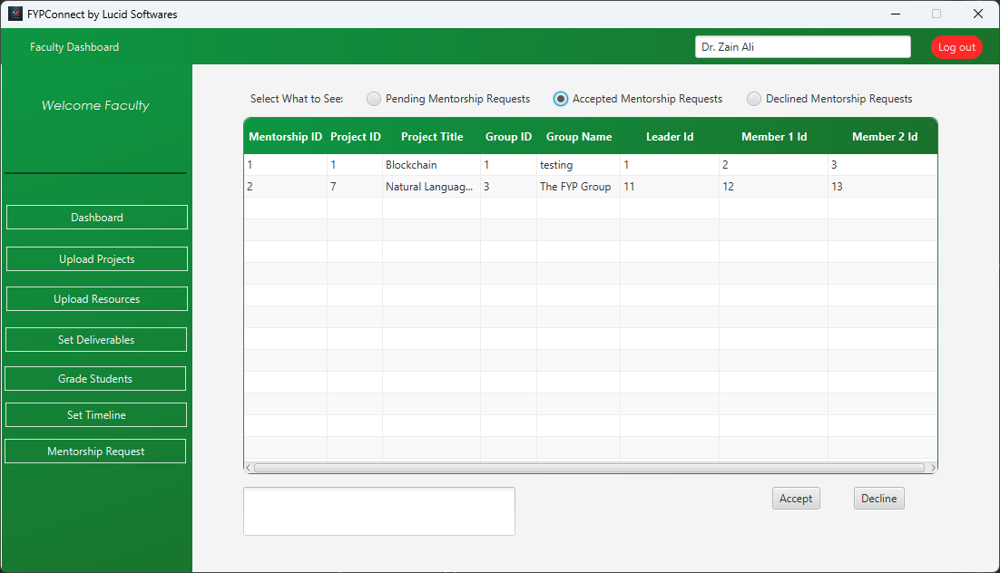 FYPConnect by Lucid Softwares
Faculty Dashboard
Dr. Zain Ali
Log out
Welcome Faculty
Dashboard
Upload Projects
Upload Resources
Set Deliverables
Grade Students
Set Timeline
Mentorship Request
Select What to See: Pending Mentorship Requests Accepted Mentorship Requests Declined Mentorship Requests
Mentorship ID Project ID Project Title Group ID Group Name Leader Id Member 1 Id Member 2 Id
1 1 Blockchain 1 testing 1 2 3
2 7 Natural Languag... 3 The FYP Group 11 12 13
Accept Decline